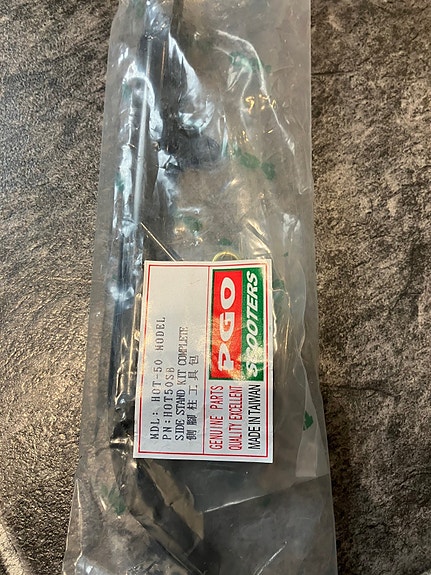 MDL: HOT-50 MODEL
PN: HOT50SB
SIDE STAND KIT COMPLETE
側腳柱工具包
PGO
SCOOTERS
GENUINE PARTS
QUALITY EXCELLENT
MADE IN TAIWAN